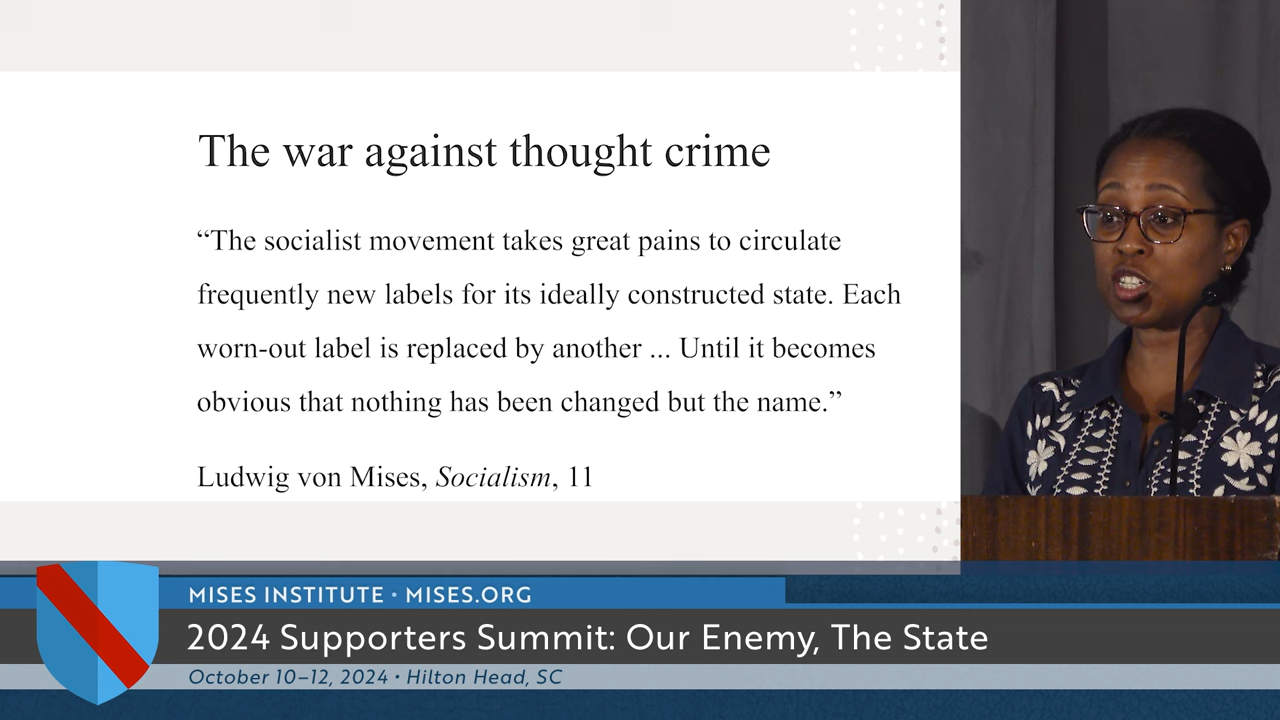 The war against thought crime
“The socialist movement takes great pains to circulate
frequently new labels for its ideally constructed state. Each
worn-out label is replaced by another ... Until it becomes
obvious that nothing has been changed but the name.”
Ludwig von Mises, Socialism, 11
MISES INSTITUTE • MISES.ORG
2024 Supporters Summit: Our Enemy, The State
October 10–12, 2024 • Hilton Head, SC